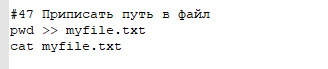 #47 Приписать путь в файл
pwd >> myfile.txt
cat myfile.txt